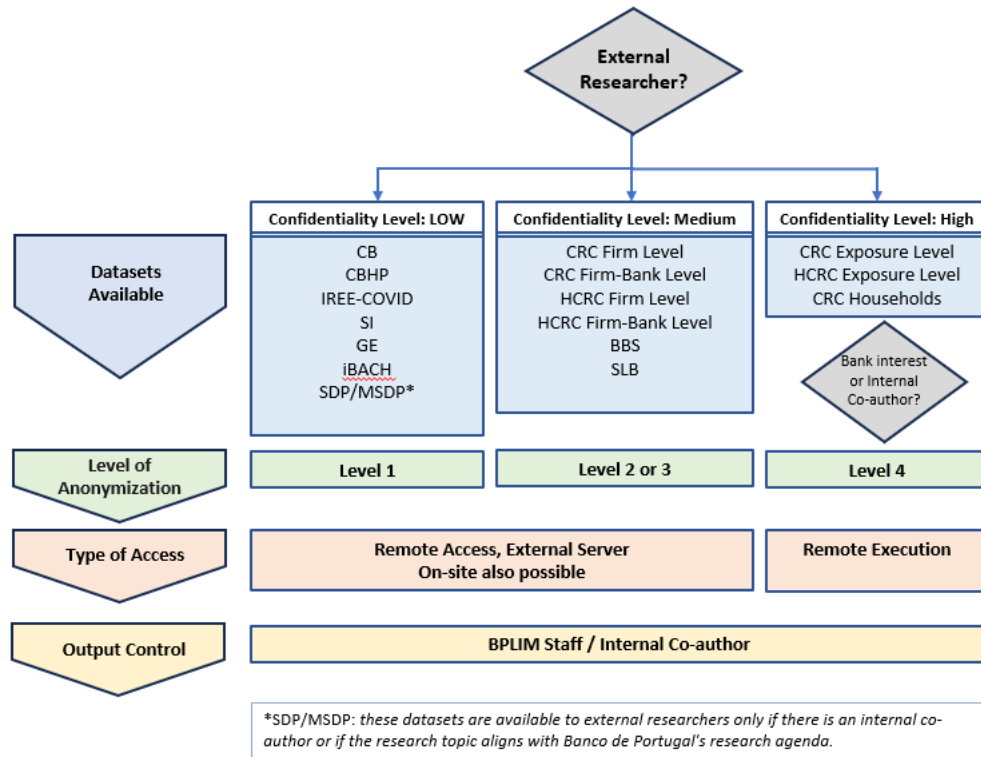 External
Researcher?
Confidentiality Level: LOW
Confidentiality Level: Medium
Confidentiality Level: High
Datasets
Available
CB
CBHP
IREE-COVID
SI
GE
iBACH
SDP/MSDP*
CRC Firm Level
CRC Firm-Bank Level
HCRC Firm Level
HCRC Firm-Bank Level
BBS
SLB
CRC Exposure Level
HCRC Exposure Level
CRC Households
Bank interest
or Internal
Co-author?
Level of
Anonymization
Level 1
Level 2 or 3
Level 4
Type of Access
Remote Access, External Server
On-site also possible
Remote Execution
Output Control
BPLIM Staff / Internal Co-author
*SDP/MSDP: these datasets are available to external researchers only if there is an internal co-
author or if the research topic aligns with Banco de Portugal's research agenda.